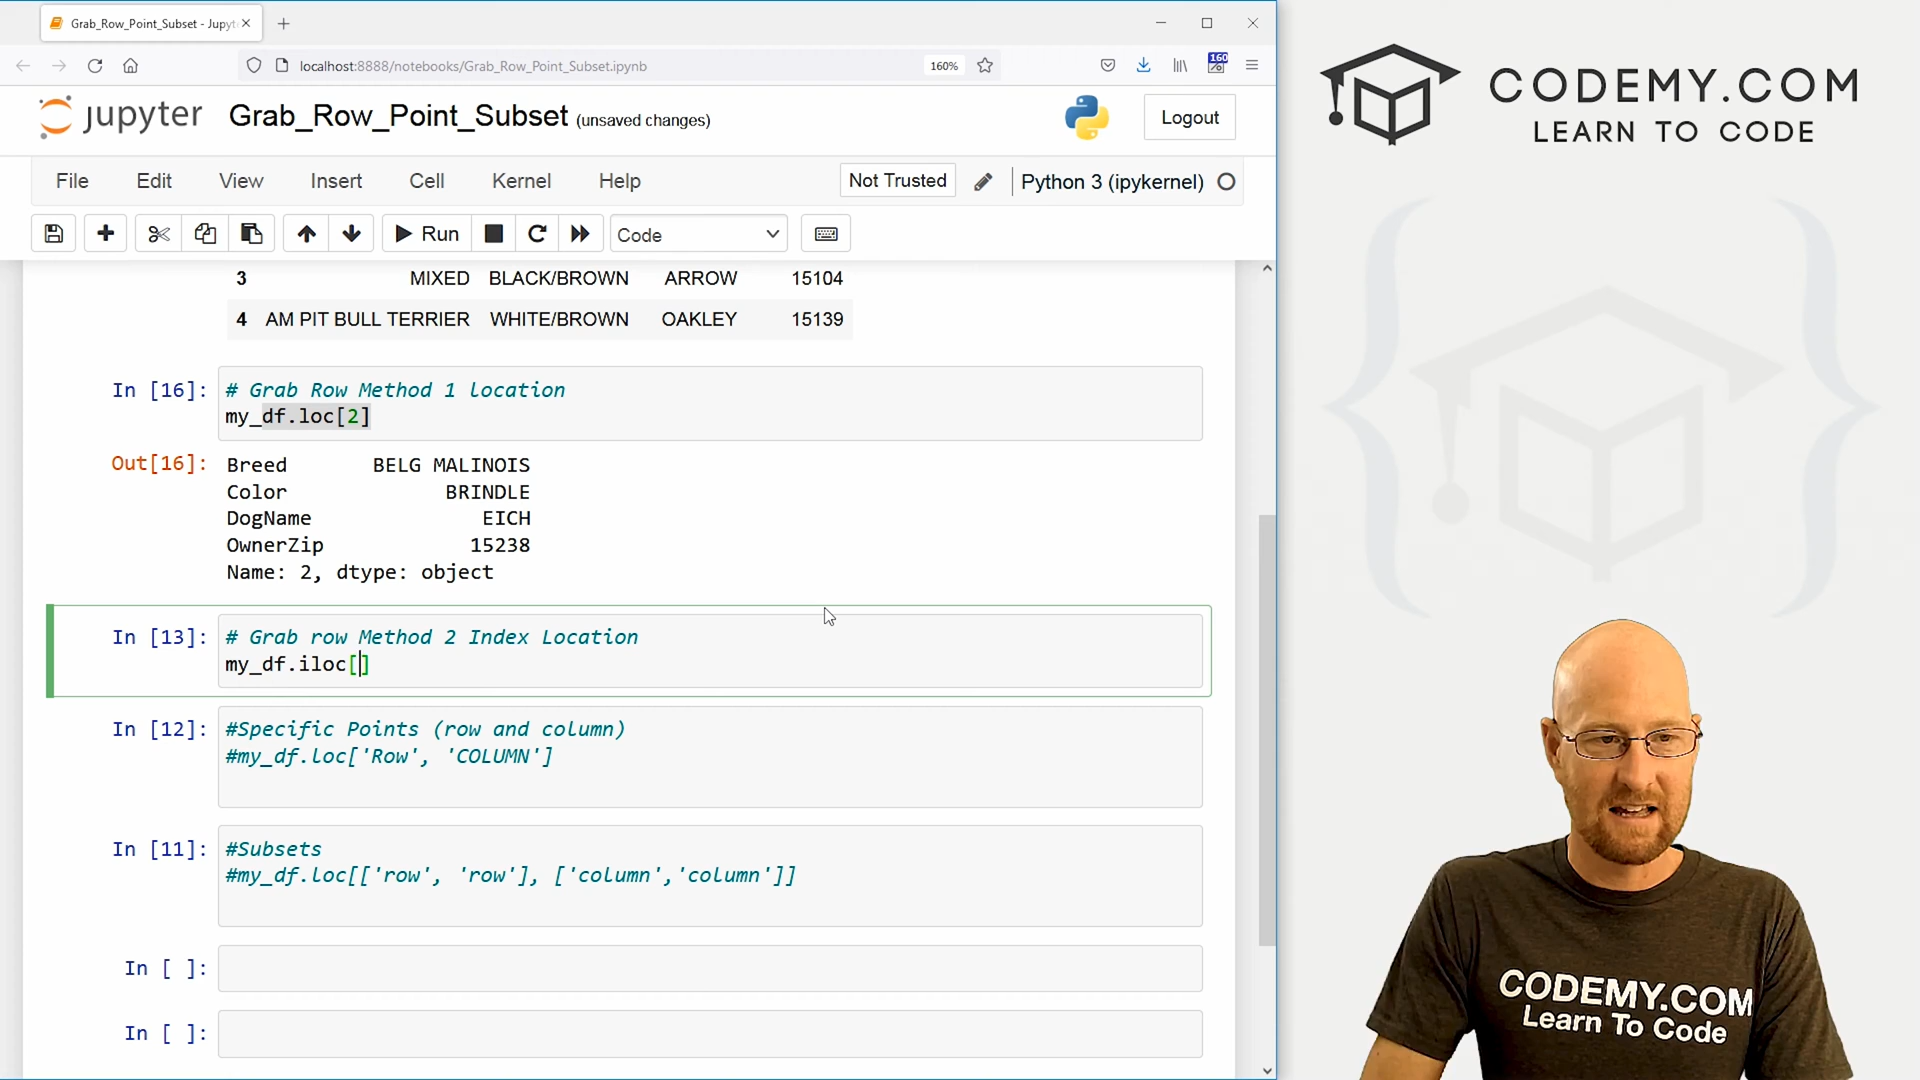 Grab_Row_Point_Subset - Jupyt
localhost:8888/notebooks/Grab_Row_Point_Subset.ipynb
160%
160
jupyter Grab_Row_Point_Subset (unsaved changes)
Logout
File Edit View Insert Cell Kernel Help
Not Trusted
Python 3 (ipykernel)
Run
Code
3 MIXED BLACK/BROWN ARROW 15104
4 AM PIT BULL TERRIER WHITE/BROWN OAKLEY 15139
In [16]: # Grab Row Method 1 location
my_df.loc[2]
Out[16]: Breed BELG MALINOIS
Color BRINDLE
DogName EICH
OwnerZip 15238
Name: 2, dtype: object
In [13]: # Grab row Method 2 Index Location
my_df.iloc[]
In [12]: #Specific Points (row and column)
#my_df.loc['Row', 'COLUMN']
In [11]: #Subsets
#my_df.loc[['row', 'row'], ['column','column']]
In [ ]:
In [ ]:
CODEMY.COM
LEARN TO CODE
CODEMY.COM
Learn To Code